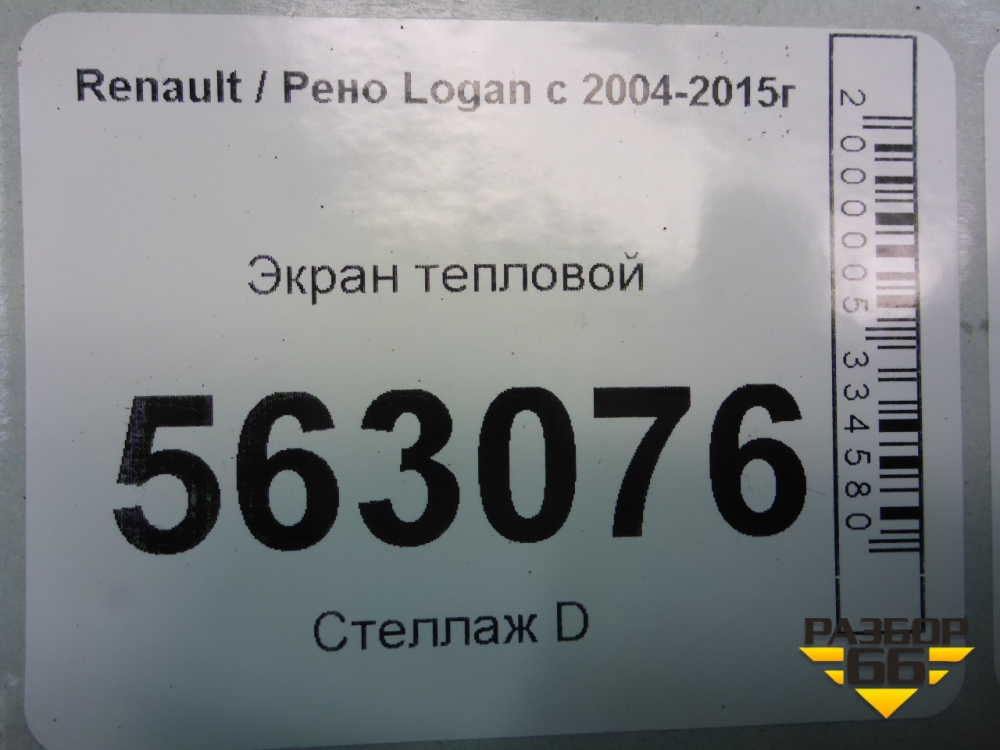 Renault / Рено Logan с 2004-2015г
Экран тепловой
563076
Стеллаж D
2000005334580
РАЗБОР
66